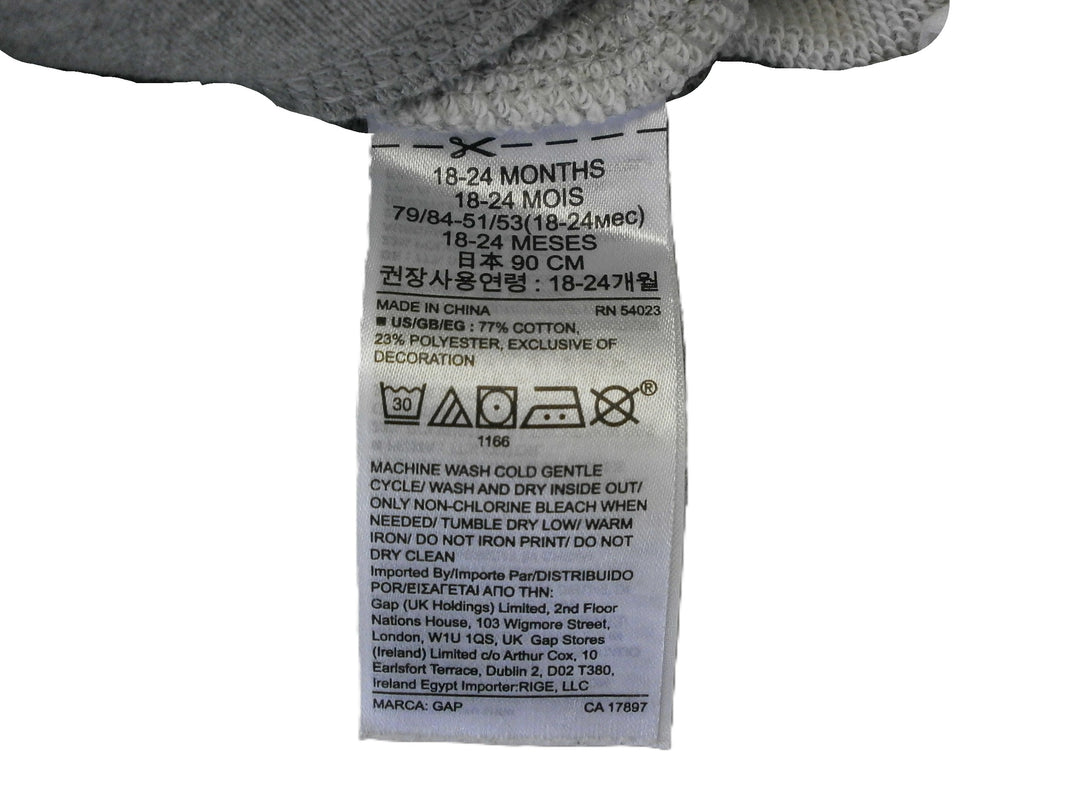 18-24 MONTHS
18-24 MOIS
79/84-51/53(18-24мес)
18-24 MESES
日本 90 CM
권장사용연령 : 18-24개월
MADE IN CHINA RN 54023
■ US/GB/EG : 77% COTTON,
23% POLYESTER, EXCLUSIVE OF
DECORATION
30 ®
1166
MACHINE WASH COLD GENTLE
CYCLE/ WASH AND DRY INSIDE OUT/
ONLY NON-CHLORINE BLEACH WHEN
NEEDED/ TUMBLE DRY LOW/ WARM
IRON/ DO NOT IRON PRINT/ DO NOT
DRY CLEAN
Imported By/Importe Par/DISTRIBUIDO
POR/ΕΙΣΑΓΕΤΑΙ ΑΠΟ ΤΗΝ:
Gap (UK Holdings) Limited, 2nd Floor
Nations House, 103 Wigmore Street,
London, W1U 1QS, UK Gap Stores
(Ireland) Limited c/o Arthur Cox, 10
Earlsfort Terrace, Dublin 2, D02 T380,
Ireland Egypt Importer:RIGE, LLC
MARCA: GAP CA 17897